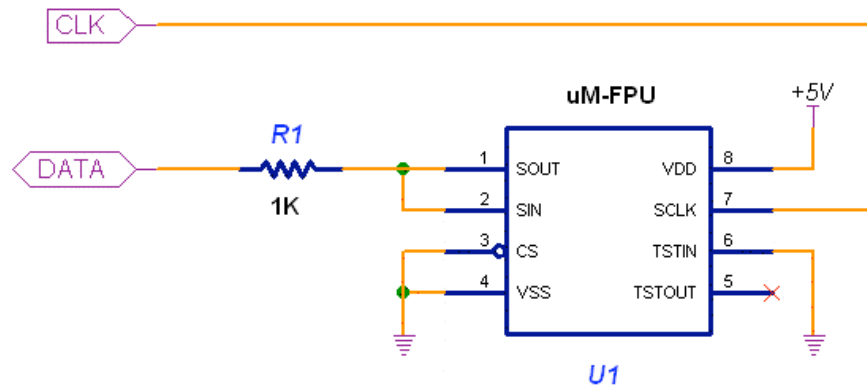 CLK
uM-FPU
+5V
R1
DATA
1K
1 SOUT VDD 8
2 SIN SCLK 7
3 CS TSTIN 6
4 VSS TSTOUT 5
U1